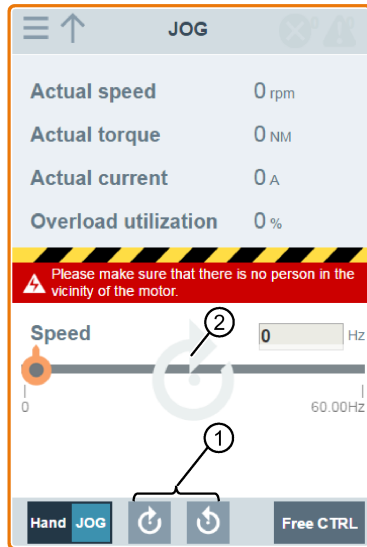 JOG
Actual speed 0 rpm
Actual torque 0 NM
Actual current 0 A
Overload utilization 0 %
Please make sure that there is no person in the
vicinity of the motor.
2
Speed 0 Hz
0 60.00Hz
1
Hand JOG Free CTRL